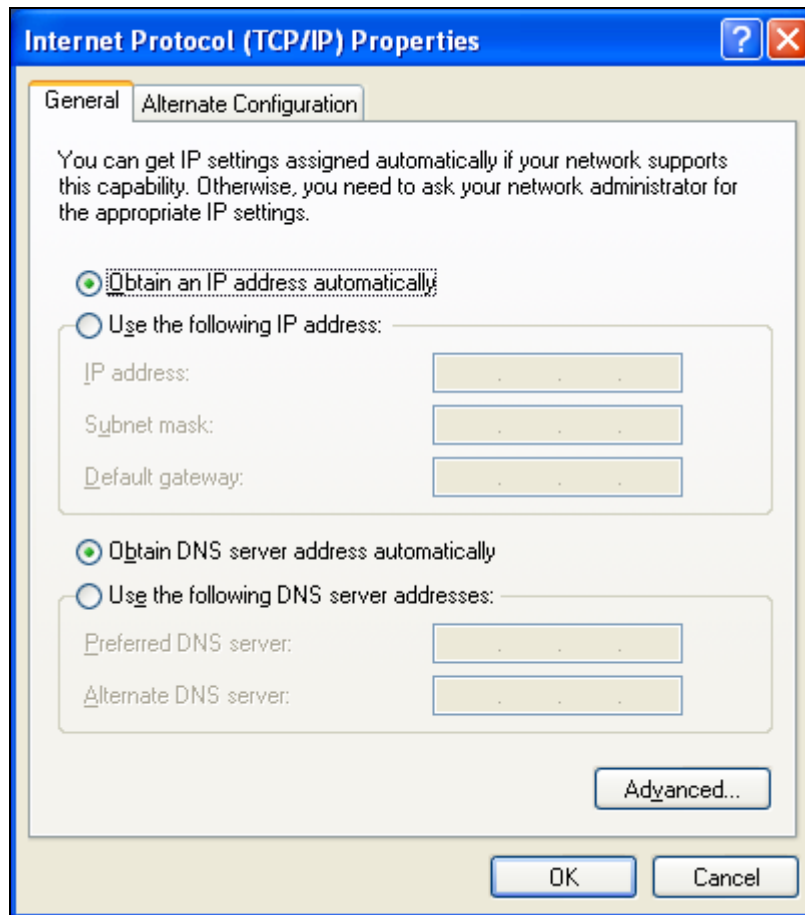 Internet Protocol (TCP/IP) Properties
General
Alternate Configuration
You can get IP settings assigned automatically if your network supports
this capability. Otherwise, you need to ask your network administrator for
the appropriate IP settings.
Obtain an IP address automatically
Use the following IP address:
IP address:
Subnet mask:
Default gateway:
Obtain DNS server address automatically
Use the following DNS server addresses:
Preferred DNS server:
Alternate DNS server:
Advanced...
OK
Cancel